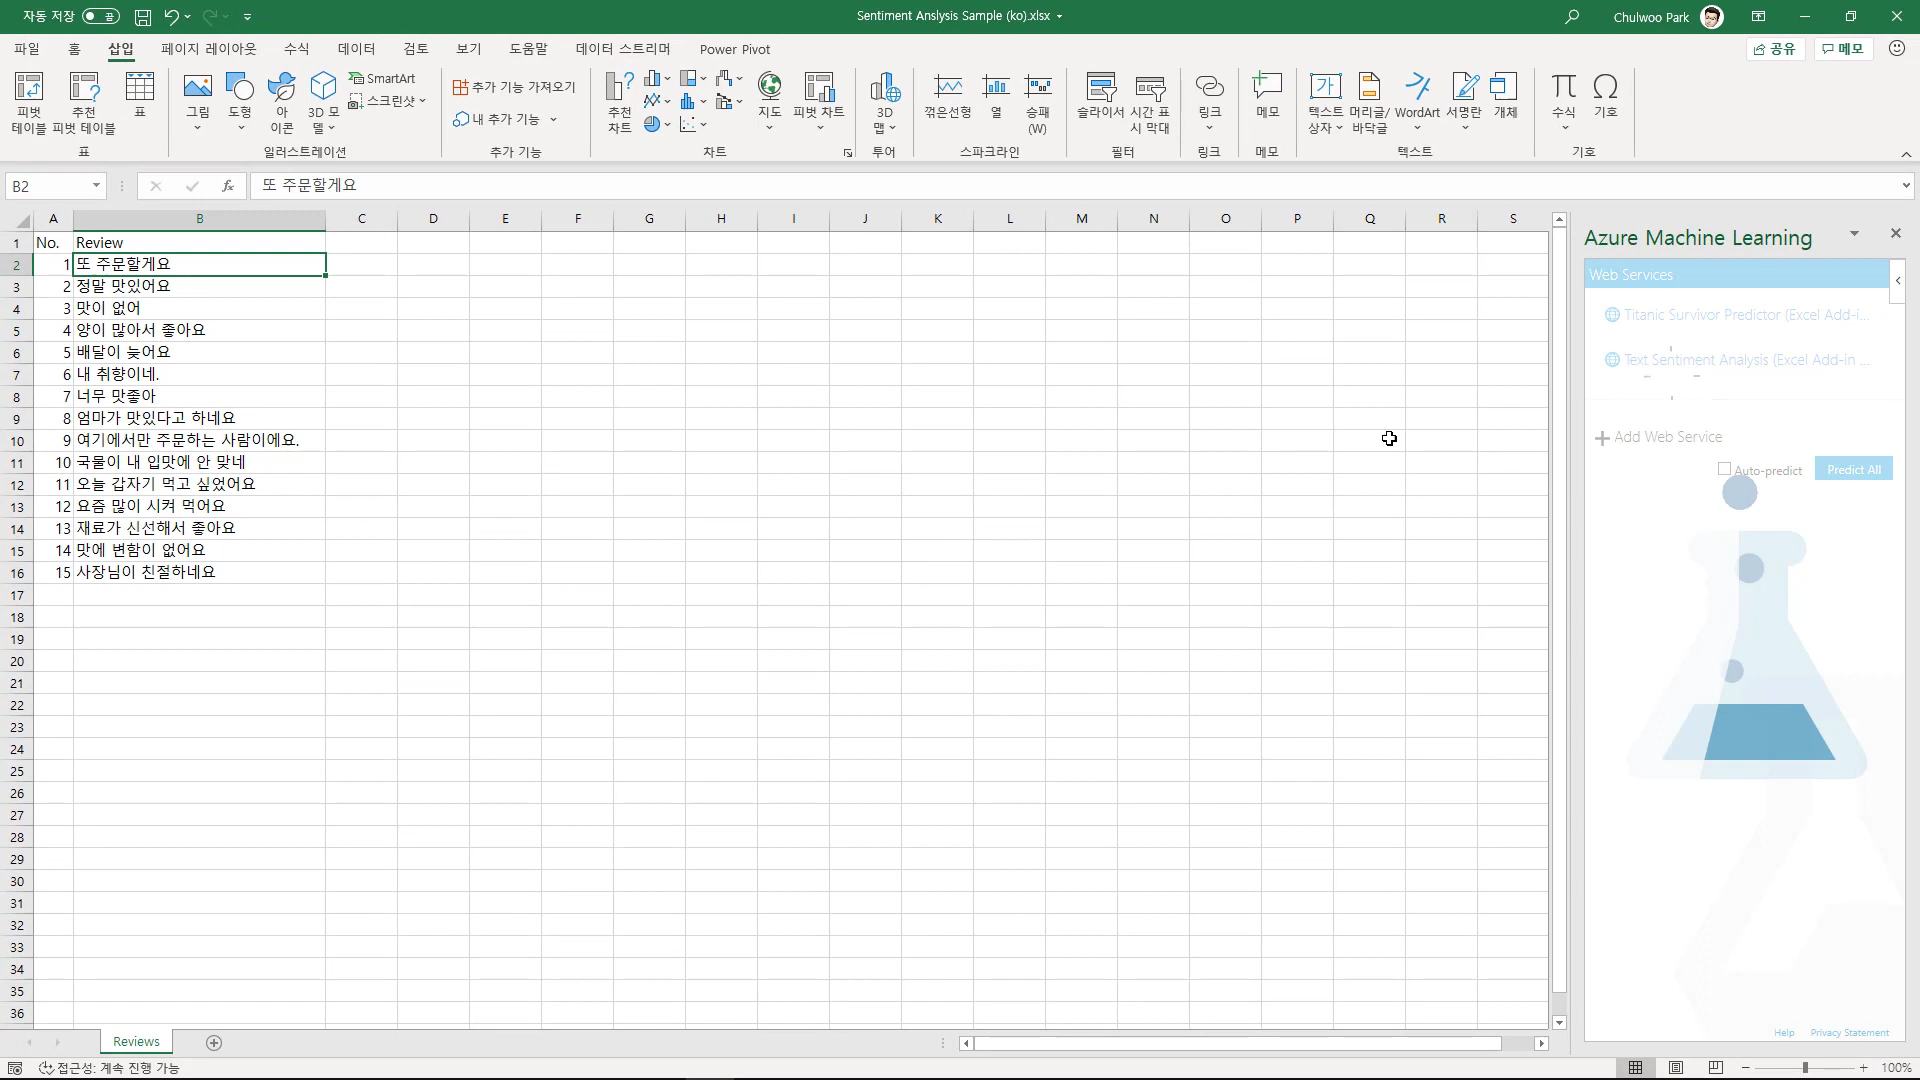 자동 저장 끔
Sentiment Anslysis Sample (ko).xlsx
Chulwoo Park
파일 홈 삽입 페이지 레이아웃 수식 데이터 검토 보기 도움말 데이터 스트리머 Power Pivot 공유 메모
피벗 테이블
추천 피벗 테이블
표
표
그림
도형
아이콘
3D 모델
SmartArt
스크린샷
일러스트레이션
추가 기능 가져오기
내 추가 기능
추가 기능
추천 차트
지도
피벗 차트
차트
3D 맵
투어
꺾은선형
열
승패 (W)
스파크라인
슬라이서
시간 표시 막대
필터
링크
링크
메모
메모
텍스트 상자
머리글/바닥글
WordArt
서명란
개체
텍스트
수식
기호
기호
B2 fx 또 주문할게요
A B C D E F G H I J K L M N O P Q R S
1 No. Review
2 1 또 주문할게요
3 2 정말 맛있어요
4 3 맛이 없어
5 4 양이 많아서 좋아요
6 5 배달이 늦어요
7 6 내 취향이네.
8 7 너무 맛좋아
9 8 엄마가 맛있다고 하네요
10 9 여기에서만 주문하는 사람이에요.
11 10 국물이 내 입맛에 안 맞네
12 11 오늘 갑자기 먹고 싶었어요
13 12 요즘 많이 시켜 먹어요
14 13 재료가 신선해서 좋아요
15 14 맛에 변함이 없어요
16 15 사장님이 친절하네요
17
18
19
20
21
22
23
24
25
26
27
28
29
30
31
32
33
34
35
36
Azure Machine Learning
Web Services
Titanic Survivor Predictor (Excel Add-i...
Text Sentiment Analysis (Excel Add-in ...
Add Web Service
Auto-predict Predict All
Help Privacy Statement
Reviews
접근성: 계속 진행 가능
100%